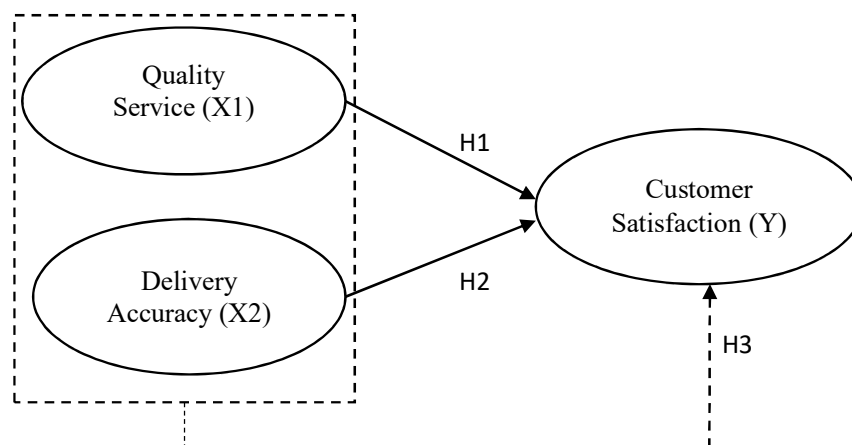 Quality
Service (X1)
H1
Customer
Satisfaction (Y)
Delivery
Accuracy (X2)
H2
H3